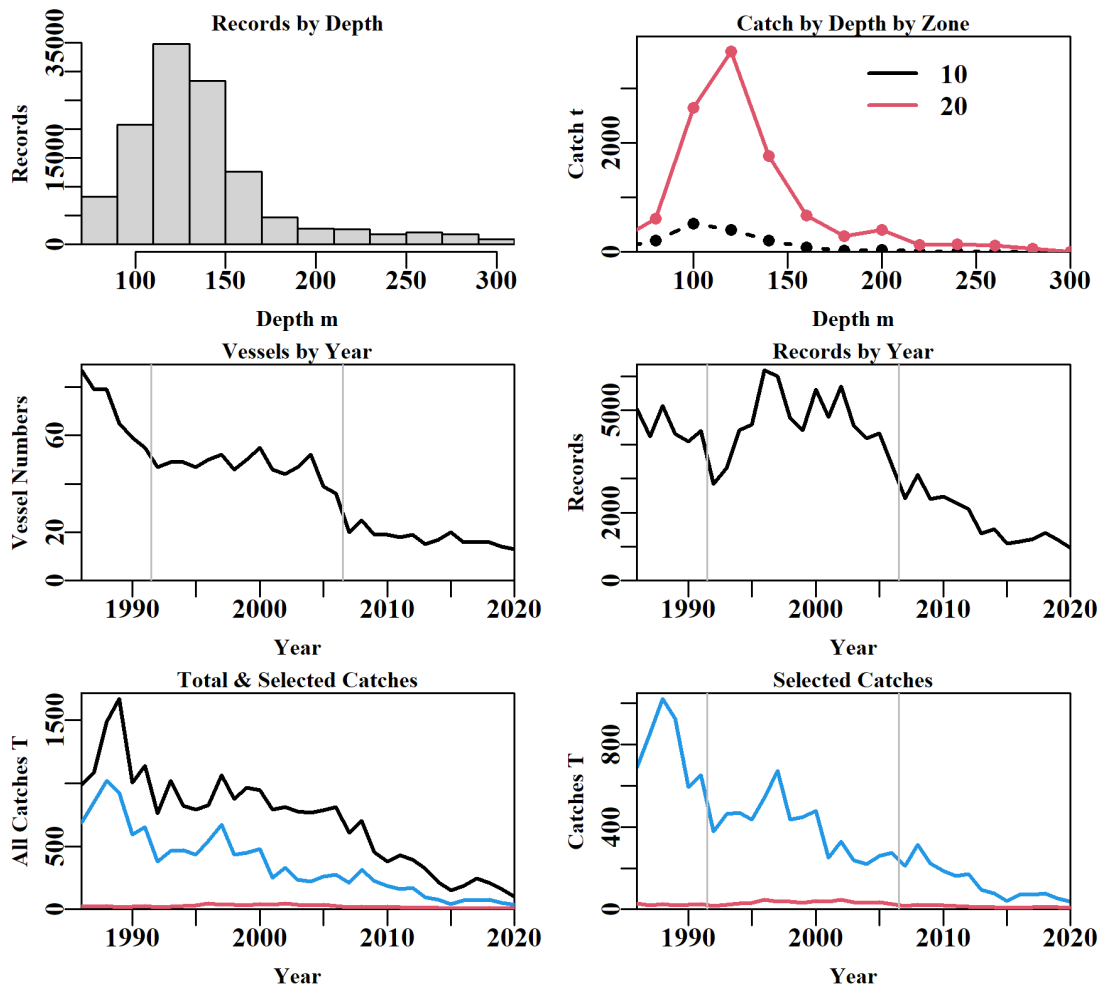 Records by Depth
Records
0 15000 35000
100 150 200 250 300
Depth m
Catch by Depth by Zone
Catch t
0 2000
10
20
100 150 200 250 300
Depth m
Vessels by Year
Vessel Numbers
0 20 60
1990 2000 2010 2020
Year
Records by Year
Records
0 2000 5000
1990 2000 2010 2020
Year
Total & Selected Catches
All Catches T
0 500 1500
1990 2000 2010 2020
Year
Selected Catches
Catches T
0 400 800
1990 2000 2010 2020
Year